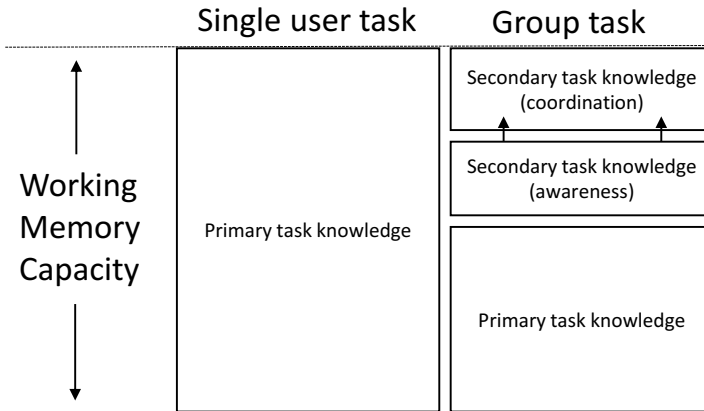 Single user task
Group task
Secondary task knowledge
(coordination)
Secondary task knowledge
(awareness)
Working
Memory
Capacity
Primary task knowledge
Primary task knowledge